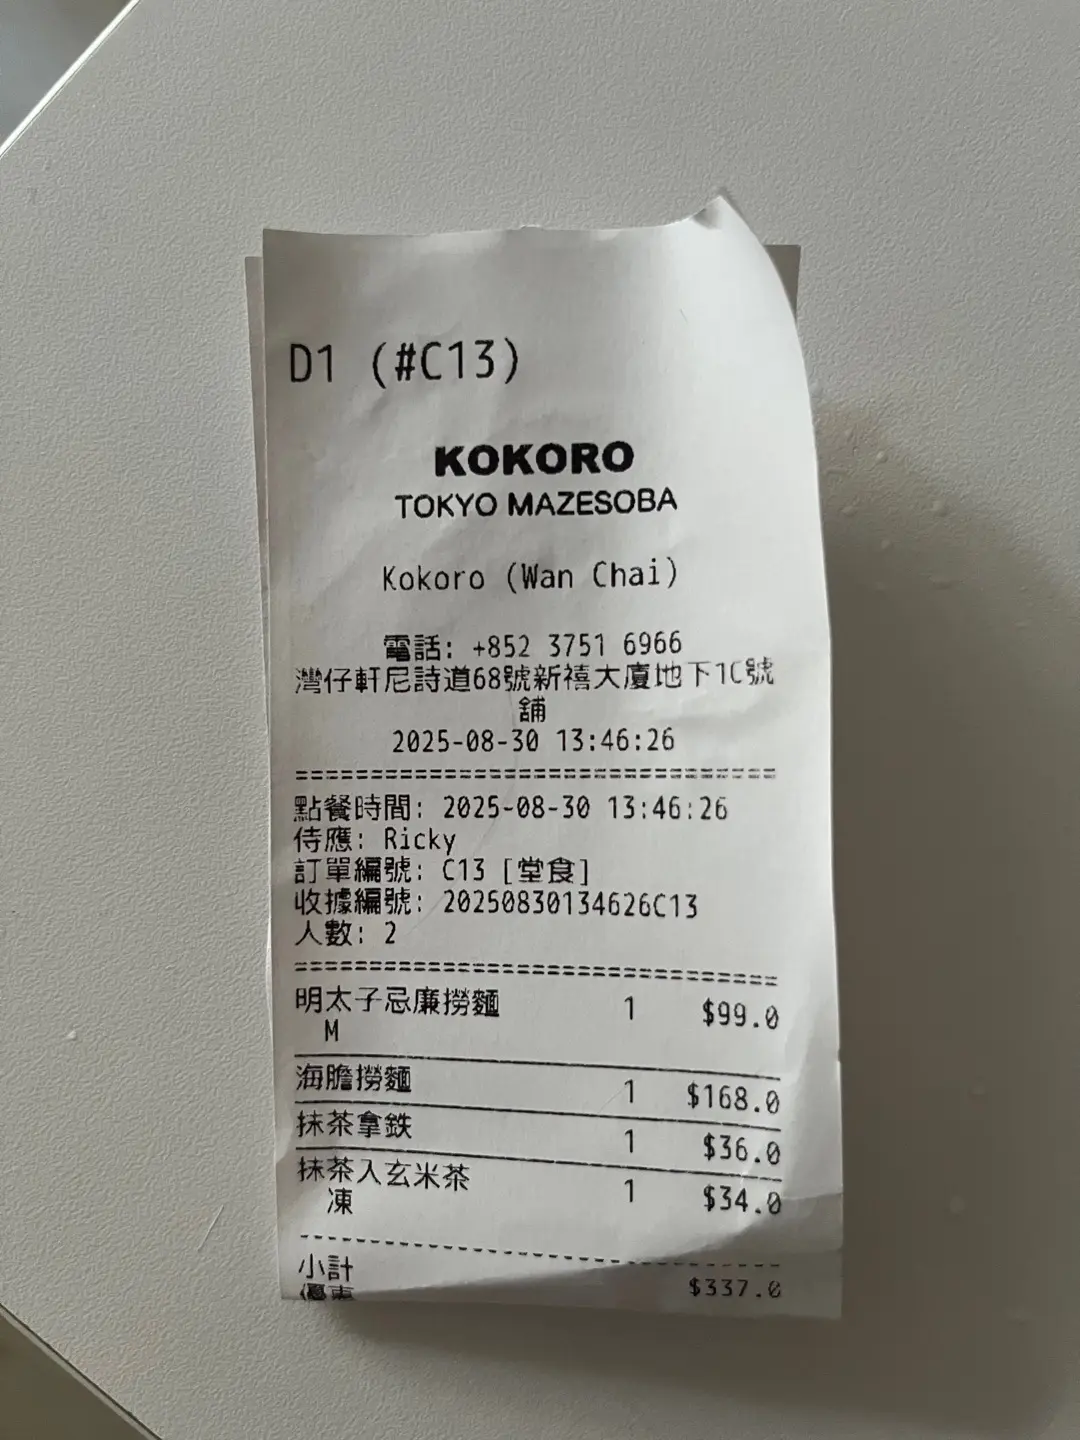 D1 (#C13)
KOKORO
TOKYO MAZESOBA
Kokoro (Wan Chai)
電話: +852 3751 6966
灣仔軒尼詩道68號新禧大廈地下1C號
舖
2025-08-30 13:46:26
================================
點餐時間: 2025-08-30 13:46:26
侍應: Ricky
訂單編號: C13 [堂食]
收據編號: 20250830134626C13
人數: 2
================================
明太子忌廉撈麵 1 $99.0
M
海膽撈麵 1 $168.0
抹茶拿鉄 1 $36.0
抹茶入玄米茶 1 $34.0
凍
--------------------------------
小計 $337.0
優惠